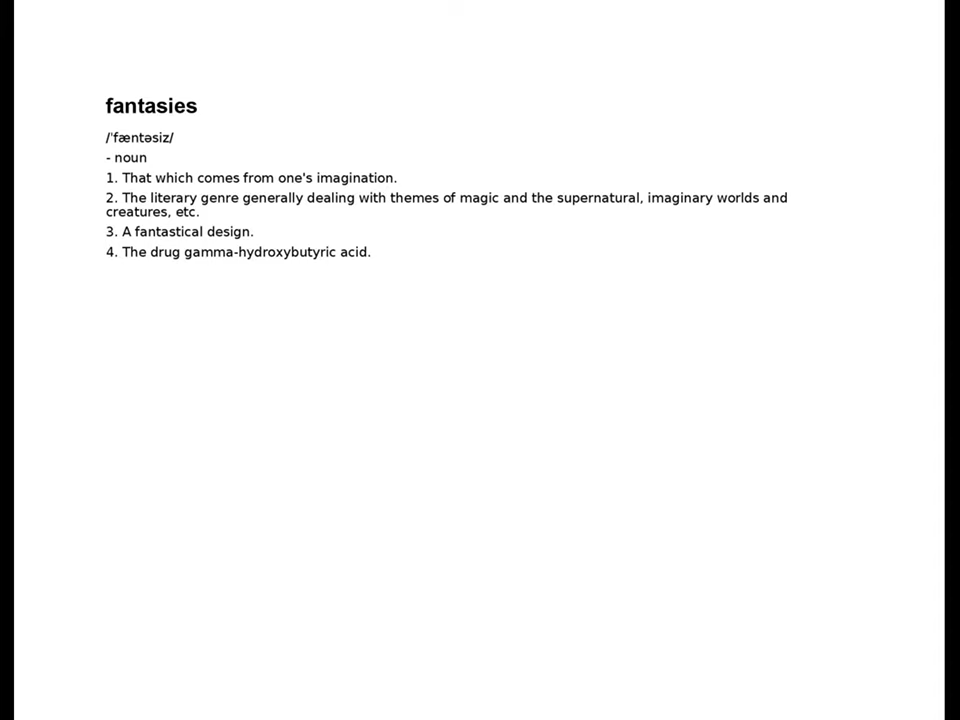 fantasies
/ˈfæntəsiz/
- noun
1. That which comes from one's imagination.
2. The literary genre generally dealing with themes of magic and the supernatural, imaginary worlds and
creatures, etc.
3. A fantastical design.
4. The drug gamma-hydroxybutyric acid.